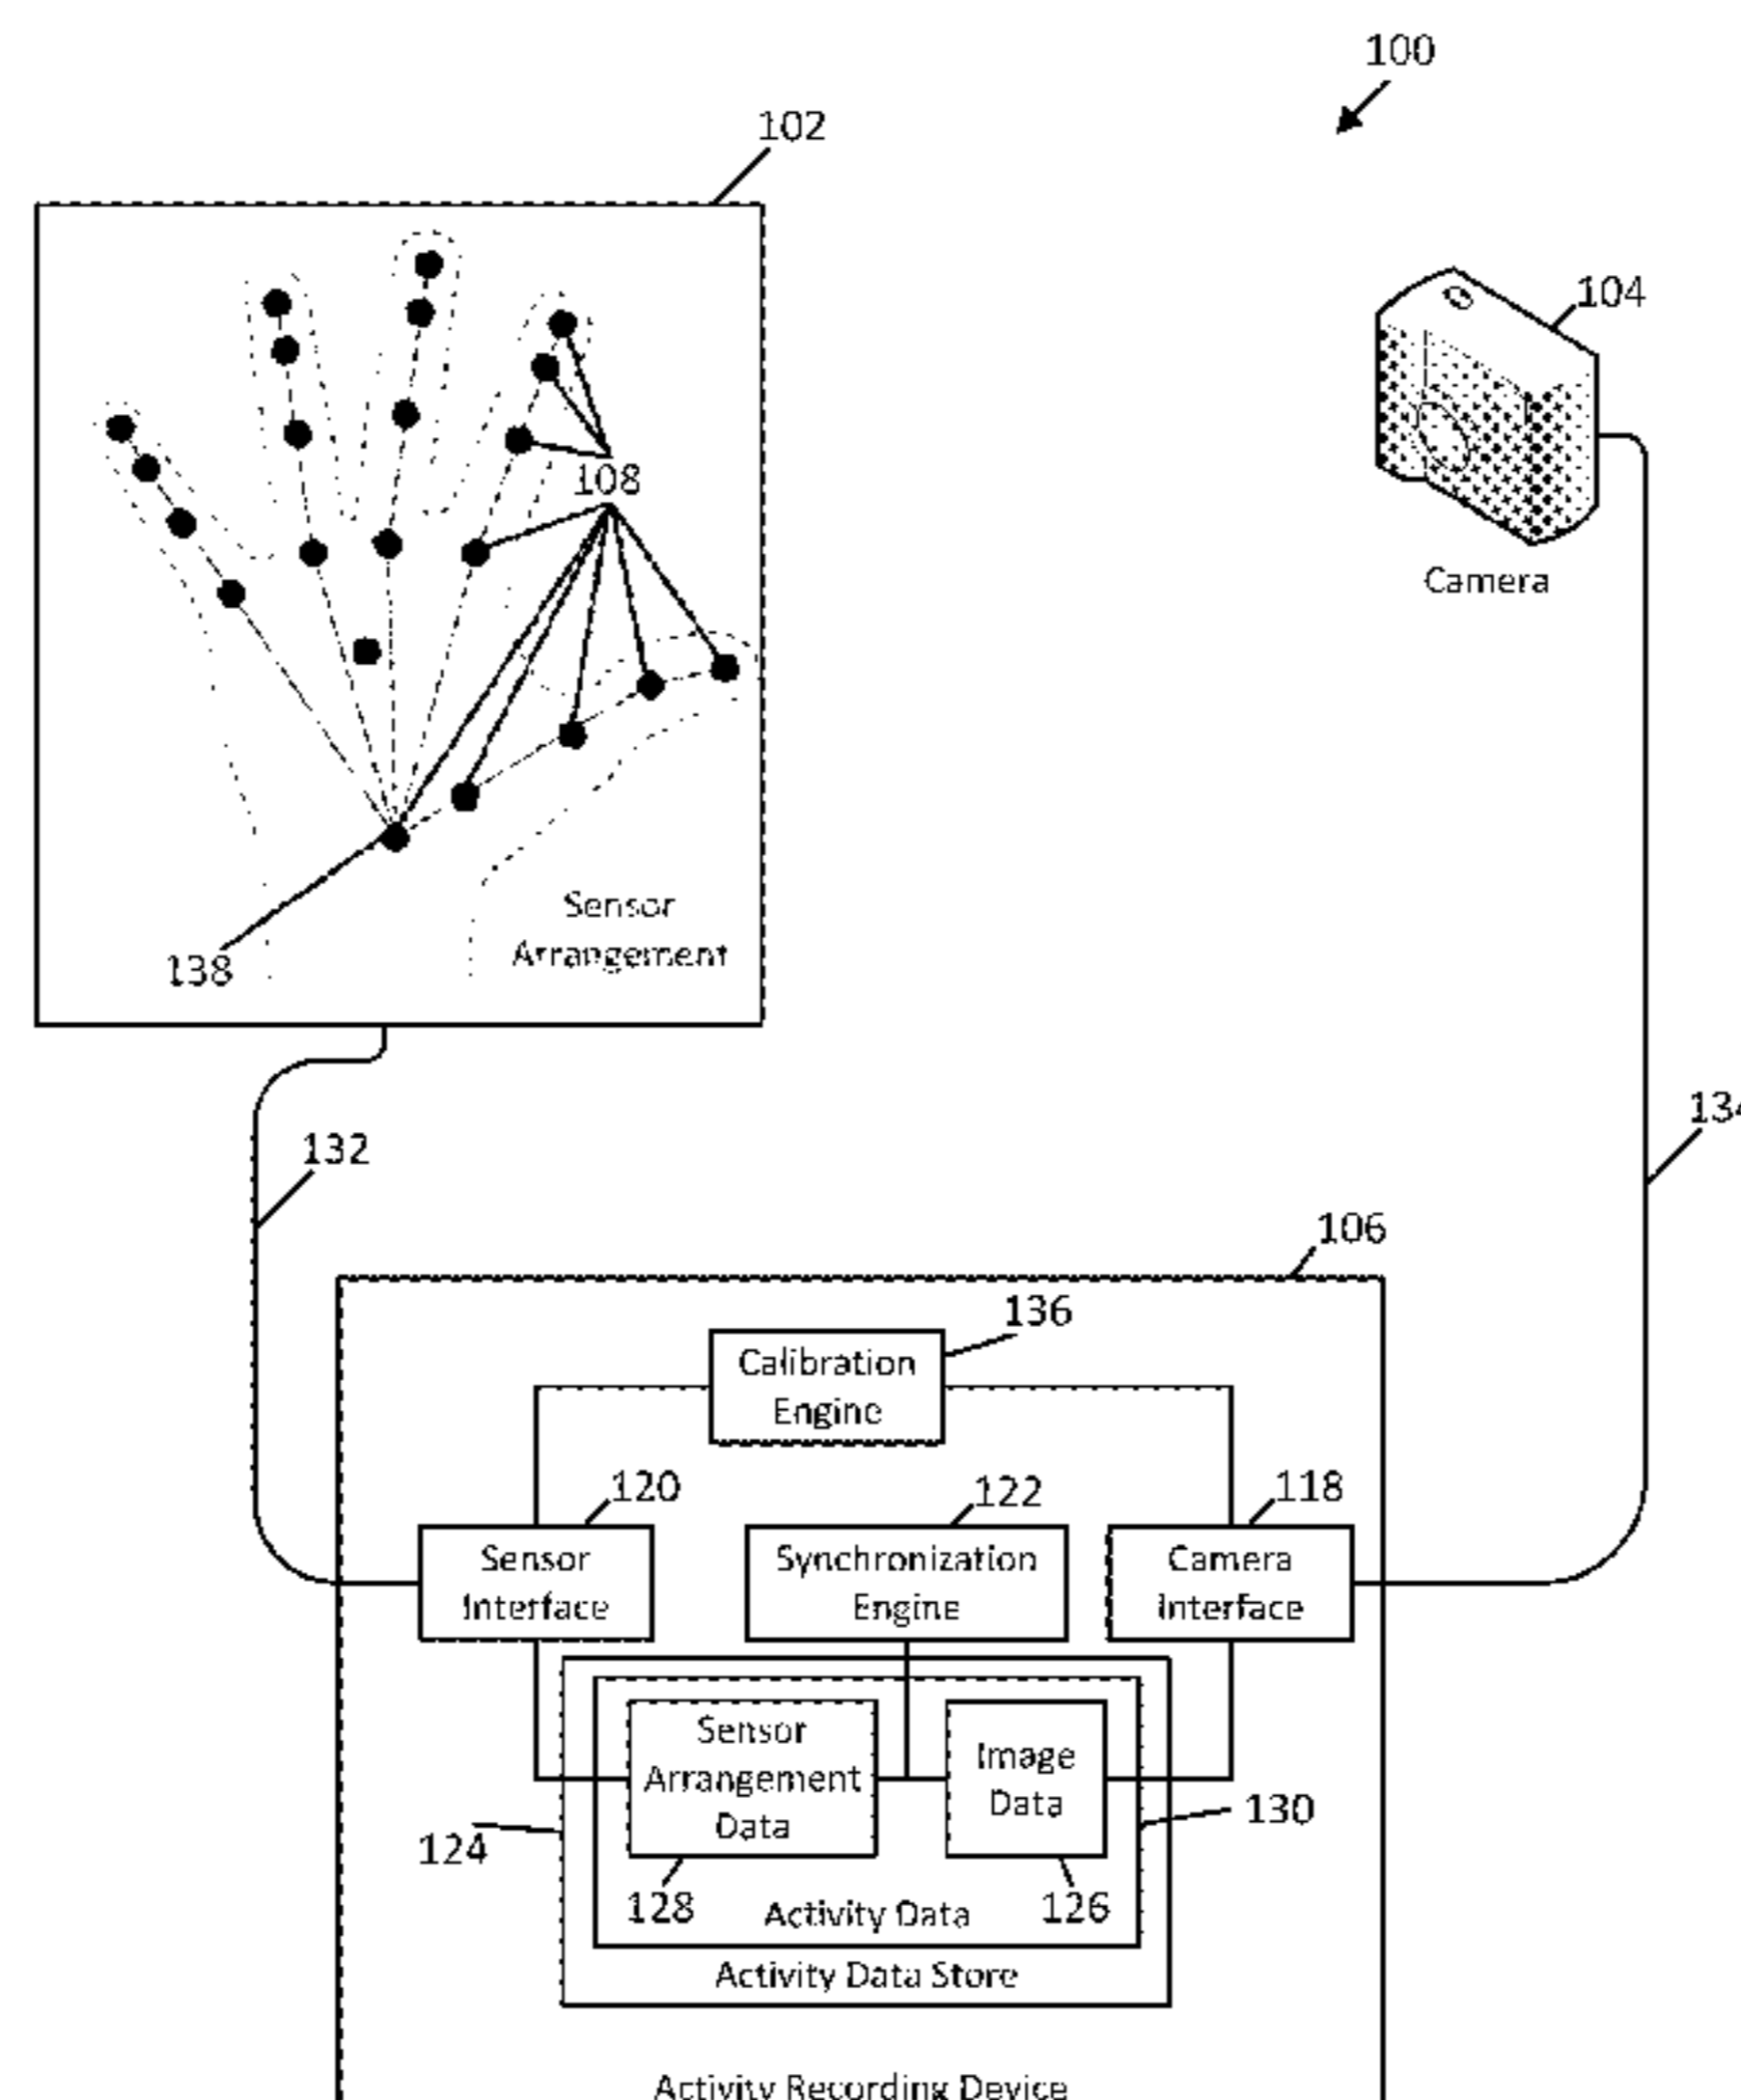 100
102
104
108
Camera
Sensor
Arrangement
138
132
134
106
136
Calibration
Engine
120
122
118
Sensor
Interface
Synchronization
Engine
Camera
Interface
Sensor
Arrangement
Data
Image
Data
124
130
128
Activity Data
126
Activity Data Store
Activity Recording Device